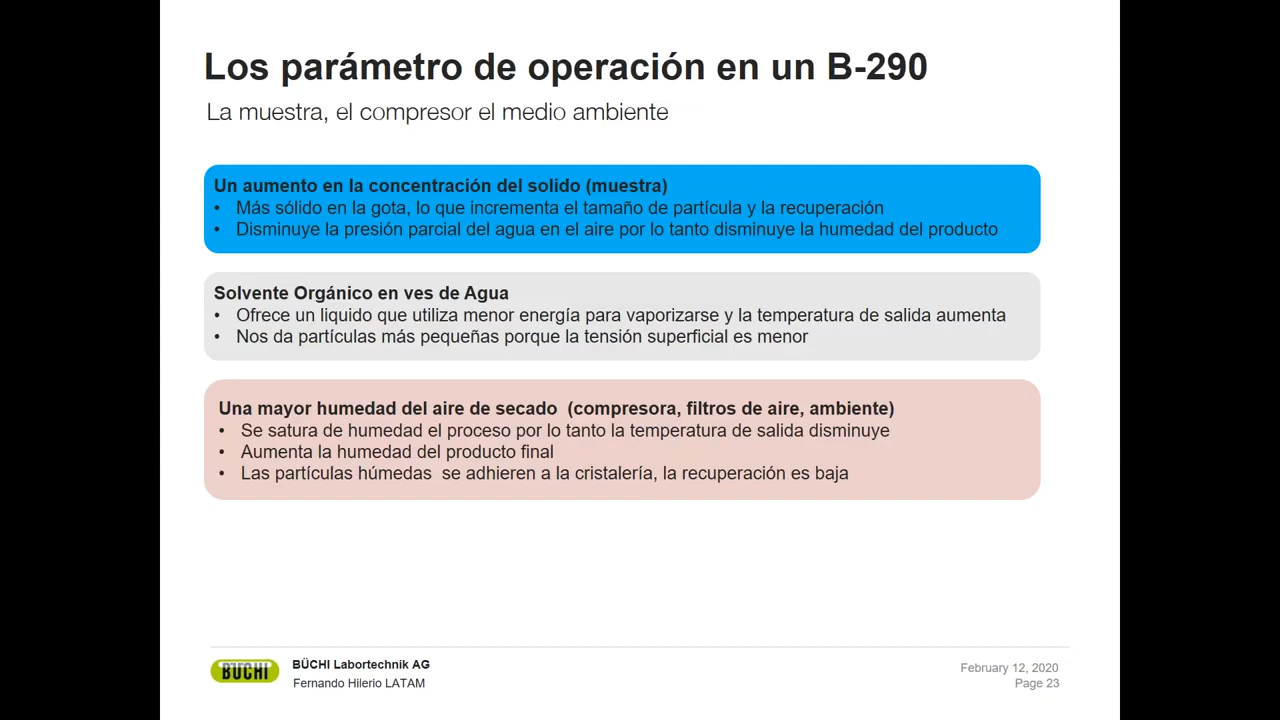 Los parámetro de operación en un B-290
La muestra, el compresor el medio ambiente
Un aumento en la concentración del solido (muestra)
• Más sólido en la gota, lo que incrementa el tamaño de partícula y la recuperación
• Disminuye la presión parcial del agua en el aire por lo tanto disminuye la humedad del producto
Solvente Orgánico en ves de Agua
• Ofrece un liquido que utiliza menor energía para vaporizarse y la temperatura de salida aumenta
• Nos da partículas más pequeñas porque la tensión superficial es menor
Una mayor humedad del aire de secado (compresora, filtros de aire, ambiente)
• Se satura de humedad el proceso por lo tanto la temperatura de salida disminuye
• Aumenta la humedad del producto final
• Las partículas húmedas se adhieren a la cristalería, la recuperación es baja
BÜCHI
BÜCHI Labortechnik AG
Fernando Hilerio LATAM
February 12, 2020
Page 23